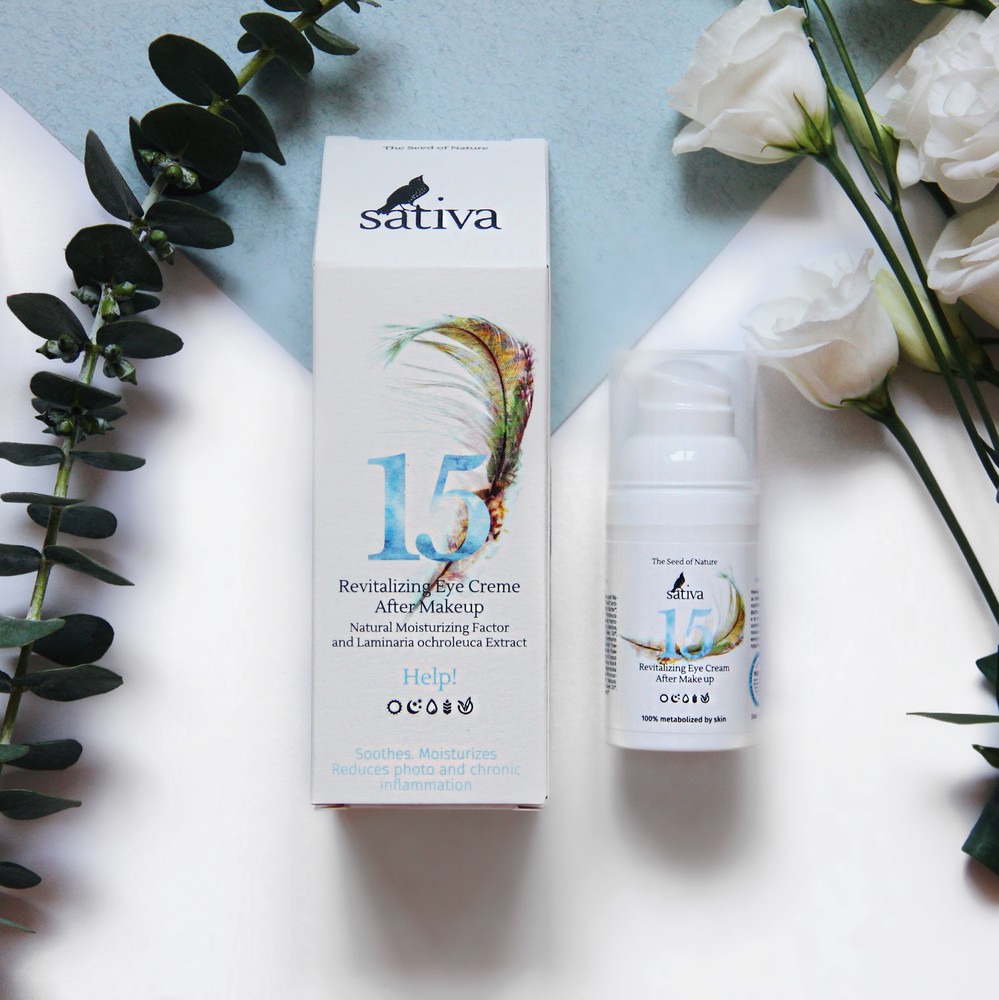 The Seed of Nature
sativa
15
Revitalizing Eye Creme
After Makeup
Natural Moisturizing Factor
and Laminaria ochroleuca Extract
Help!
Soothes. Moisturizes
Reduces photo and chronic
inflammation
The Seed of Nature
sativa
15
Revitalizing Eye Cream
After Make up
100% metabolized by skin